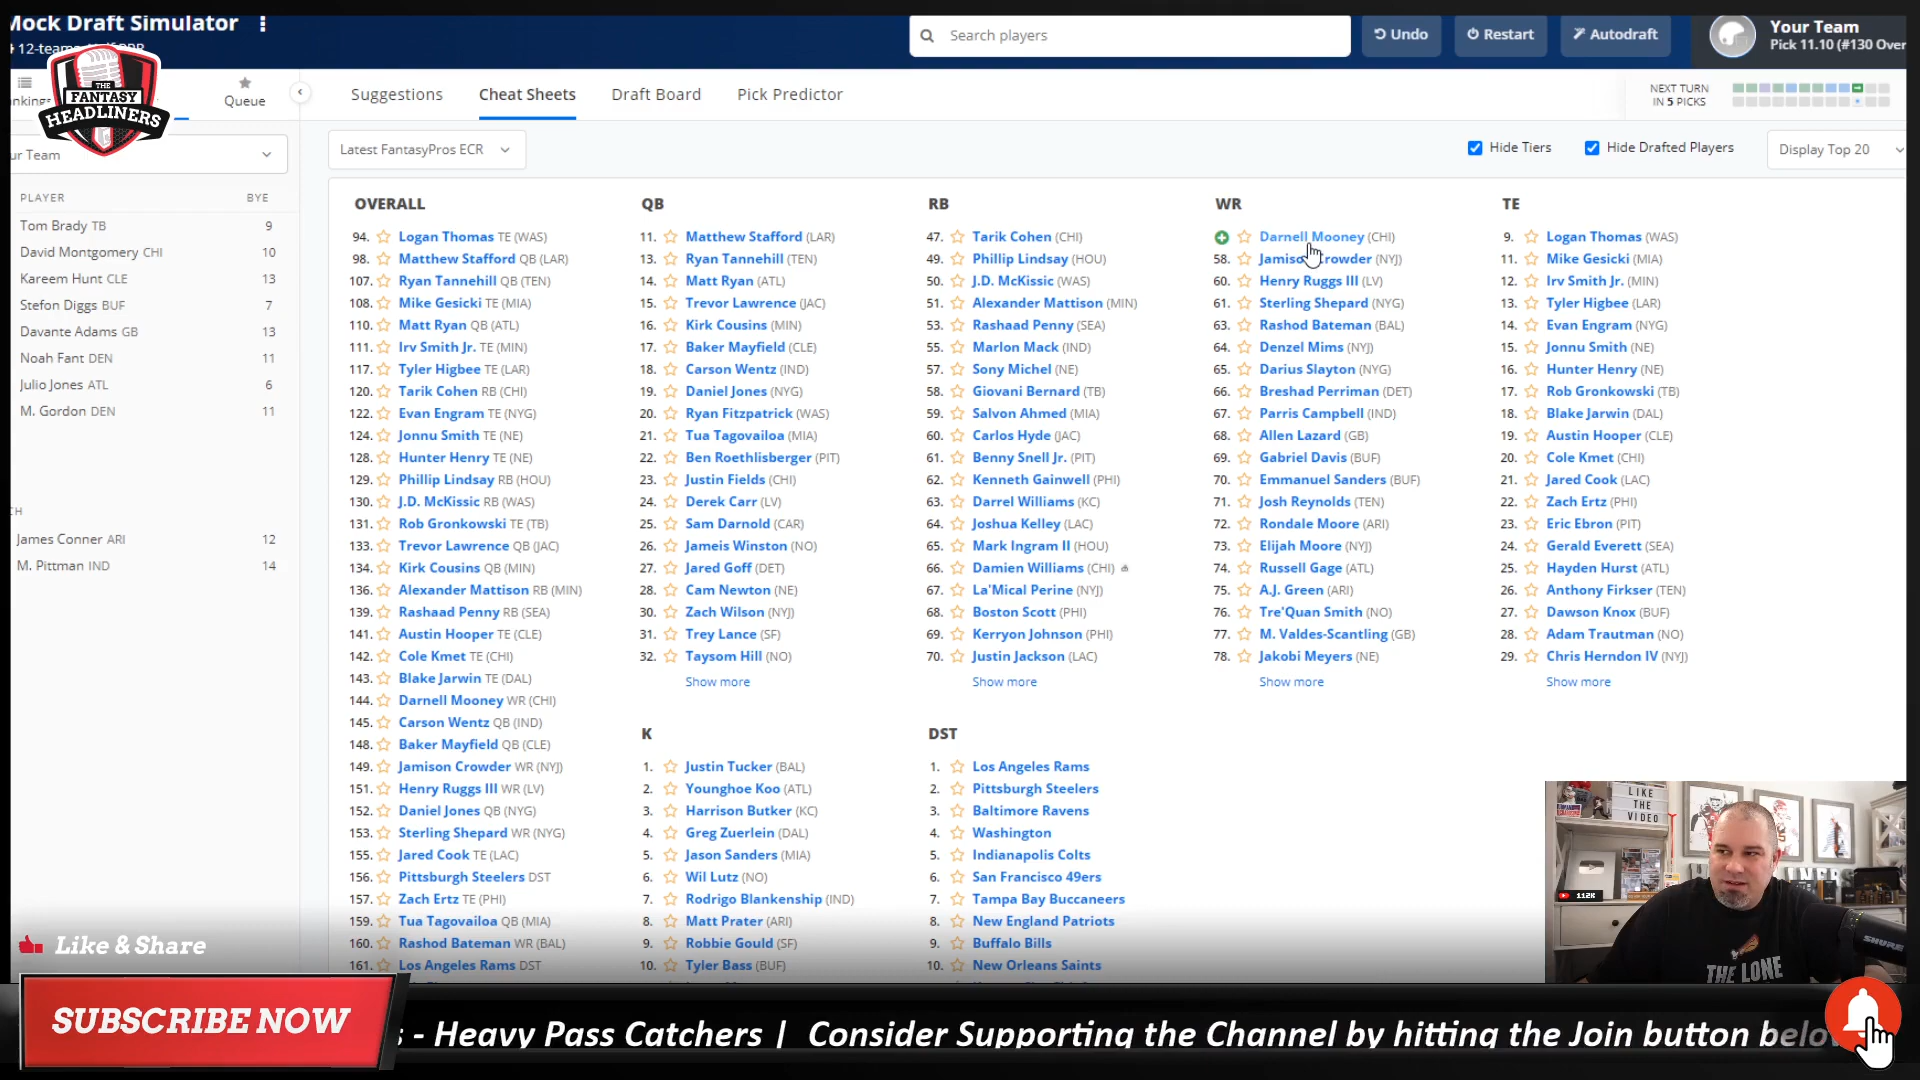 Mock Draft Simulator
12-team
Search players
Undo
Restart
Autodraft
Your Team
Pick 11.10 (#130 Over
THE
FANTASY
HEADLINERS
Queue
Suggestions
Cheat Sheets
Draft Board
Pick Predictor
NEXT TURN
IN 5 PICKS
ur Team
Latest FantasyPros ECR
Hide Tiers
Hide Drafted Players
Display Top 20
PLAYER BYE
Tom Brady TB 9
David Montgomery CHI 10
Kareem Hunt CLE 13
Stefon Diggs BUF 7
Davante Adams GB 13
Noah Fant DEN 11
Julio Jones ATL 6
M. Gordon DEN 11
CH
James Conner ARI 12
M. Pittman IND 14
OVERALL
94. Logan Thomas TE (WAS)
98. Matthew Stafford QB (LAR)
107. Ryan Tannehill QB (TEN)
108. Mike Gesicki TE (MIA)
110. Matt Ryan QB (ATL)
111. Irv Smith Jr. TE (MIN)
117. Tyler Higbee TE (LAR)
120. Tarik Cohen RB (CHI)
122. Evan Engram TE (NYG)
124. Jonnu Smith TE (NE)
128. Hunter Henry TE (NE)
129. Phillip Lindsay RB (HOU)
130. J.D. McKissic RB (WAS)
131. Rob Gronkowski TE (TB)
133. Trevor Lawrence QB (JAC)
134. Kirk Cousins QB (MIN)
136. Alexander Mattison RB (MIN)
139. Rashaad Penny RB (SEA)
141. Austin Hooper TE (CLE)
142. Cole Kmet TE (CHI)
143. Blake Jarwin TE (DAL)
144. Darnell Mooney WR (CHI)
145. Carson Wentz QB (IND)
148. Baker Mayfield QB (CLE)
149. Jamison Crowder WR (NYJ)
151. Henry Ruggs III WR (LV)
152. Daniel Jones QB (NYG)
153. Sterling Shepard WR (NYG)
155. Jared Cook TE (LAC)
156. Pittsburgh Steelers DST
157. Zach Ertz TE (PHI)
159. Tua Tagovailoa QB (MIA)
160. Rashod Bateman WR (BAL)
161. Los Angeles Rams DST
QB
11. Matthew Stafford (LAR)
13. Ryan Tannehill (TEN)
14. Matt Ryan (ATL)
15. Trevor Lawrence (JAC)
16. Kirk Cousins (MIN)
17. Baker Mayfield (CLE)
18. Carson Wentz (IND)
19. Daniel Jones (NYG)
20. Ryan Fitzpatrick (WAS)
21. Tua Tagovailoa (MIA)
22. Ben Roethlisberger (PIT)
23. Justin Fields (CHI)
24. Derek Carr (LV)
25. Sam Darnold (CAR)
26. Jameis Winston (NO)
27. Jared Goff (DET)
28. Cam Newton (NE)
30. Zach Wilson (NYJ)
31. Trey Lance (SF)
32. Taysom Hill (NO)
Show more
RB
47. Tarik Cohen (CHI)
49. Phillip Lindsay (HOU)
50. J.D. McKissic (WAS)
51. Alexander Mattison (MIN)
53. Rashaad Penny (SEA)
55. Marlon Mack (IND)
57. Sony Michel (NE)
58. Giovani Bernard (TB)
59. Salvon Ahmed (MIA)
60. Carlos Hyde (JAC)
61. Benny Snell Jr. (PIT)
62. Kenneth Gainwell (PHI)
63. Darrel Williams (KC)
64. Joshua Kelley (LAC)
65. Mark Ingram II (HOU)
66. Damien Williams (CHI)
67. La'Mical Perine (NYJ)
68. Boston Scott (PHI)
69. Kerryon Johnson (PHI)
70. Justin Jackson (LAC)
Show more
WR
Darnell Mooney (CHI)
58. Jamison Crowder (NYJ)
60. Henry Ruggs III (LV)
61. Sterling Shepard (NYG)
63. Rashod Bateman (BAL)
64. Denzel Mims (NYJ)
65. Darius Slayton (NYG)
66. Breshad Perriman (DET)
67. Parris Campbell (IND)
68. Allen Lazard (GB)
69. Gabriel Davis (BUF)
70. Emmanuel Sanders (BUF)
71. Josh Reynolds (TEN)
72. Rondale Moore (ARI)
73. Elijah Moore (NYJ)
74. Russell Gage (ATL)
75. A.J. Green (ARI)
76. Tre'Quan Smith (NO)
77. M. Valdes-Scantling (GB)
78. Jakobi Meyers (NE)
Show more
TE
9. Logan Thomas (WAS)
11. Mike Gesicki (MIA)
12. Irv Smith Jr. (MIN)
13. Tyler Higbee (LAR)
14. Evan Engram (NYG)
15. Jonnu Smith (NE)
16. Hunter Henry (NE)
17. Rob Gronkowski (TB)
18. Blake Jarwin (DAL)
19. Austin Hooper (CLE)
20. Cole Kmet (CHI)
21. Jared Cook (LAC)
22. Zach Ertz (PHI)
23. Eric Ebron (PIT)
24. Gerald Everett (SEA)
25. Hayden Hurst (ATL)
26. Anthony Firkser (TEN)
27. Dawson Knox (BUF)
28. Adam Trautman (NO)
29. Chris Herndon IV (NYJ)
Show more
K
1. Justin Tucker (BAL)
2. Younghoe Koo (ATL)
3. Harrison Butker (KC)
4. Greg Zuerlein (DAL)
5. Jason Sanders (MIA)
6. Wil Lutz (NO)
7. Rodrigo Blankenship (IND)
8. Matt Prater (ARI)
9. Robbie Gould (SF)
10. Tyler Bass (BUF)
DST
1. Los Angeles Rams
2. Pittsburgh Steelers
3. Baltimore Ravens
4. Washington
5. Indianapolis Colts
6. San Francisco 49ers
7. Tampa Bay Buccaneers
8. New England Patriots
9. Buffalo Bills
10. New Orleans Saints
LIKE
THE
VIDEO
112K
SHURE
THE LONE
Like & Share
SUBSCRIBE NOW
s - Heavy Pass Catchers | Consider Supporting the Channel by hitting the Join button belo